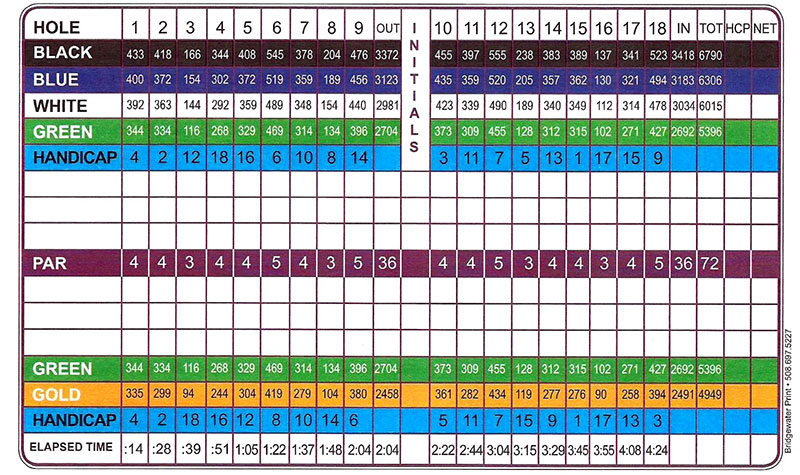 HOLE 1 2 3 4 5 6 7 8 9 OUT INITIALS 10 11 12 13 14 15 16 17 18 IN TOT HCP NET
BLACK 433 418 166 344 408 545 378 204 476 3372 455 397 555 238 383 389 137 341 523 3418 6790
BLUE 400 372 154 302 372 519 359 189 456 3123 435 359 520 205 357 362 130 321 494 3183 6306
WHITE 392 363 144 292 359 489 348 154 440 2981 423 339 490 189 340 349 112 314 478 3034 6015
GREEN 344 334 116 268 329 469 314 134 396 2704 373 309 455 128 312 315 102 271 427 2692 5396
HANDICAP 4 2 12 18 16 6 10 8 14 3 11 7 5 13 1 17 15 9
PAR 4 4 3 4 4 5 4 3 5 36 4 4 5 3 4 4 3 4 5 36 72
GREEN 344 334 116 268 329 469 314 134 396 2704 373 309 455 128 312 315 102 271 427 2692 5396
GOLD 335 299 94 244 304 419 279 104 380 2458 361 282 434 119 277 276 90 258 394 2491 4949
HANDICAP 4 2 18 16 12 8 10 14 6 5 11 7 15 9 1 17 13 3
ELAPSED TIME :14 :28 :39 :51 1:05 1:22 1:37 1:48 2:04 2:04 2:22 2:44 3:04 3:15 3:29 3:45 3:55 4:08 4:24
Bridgewater Print • 508.697.5227